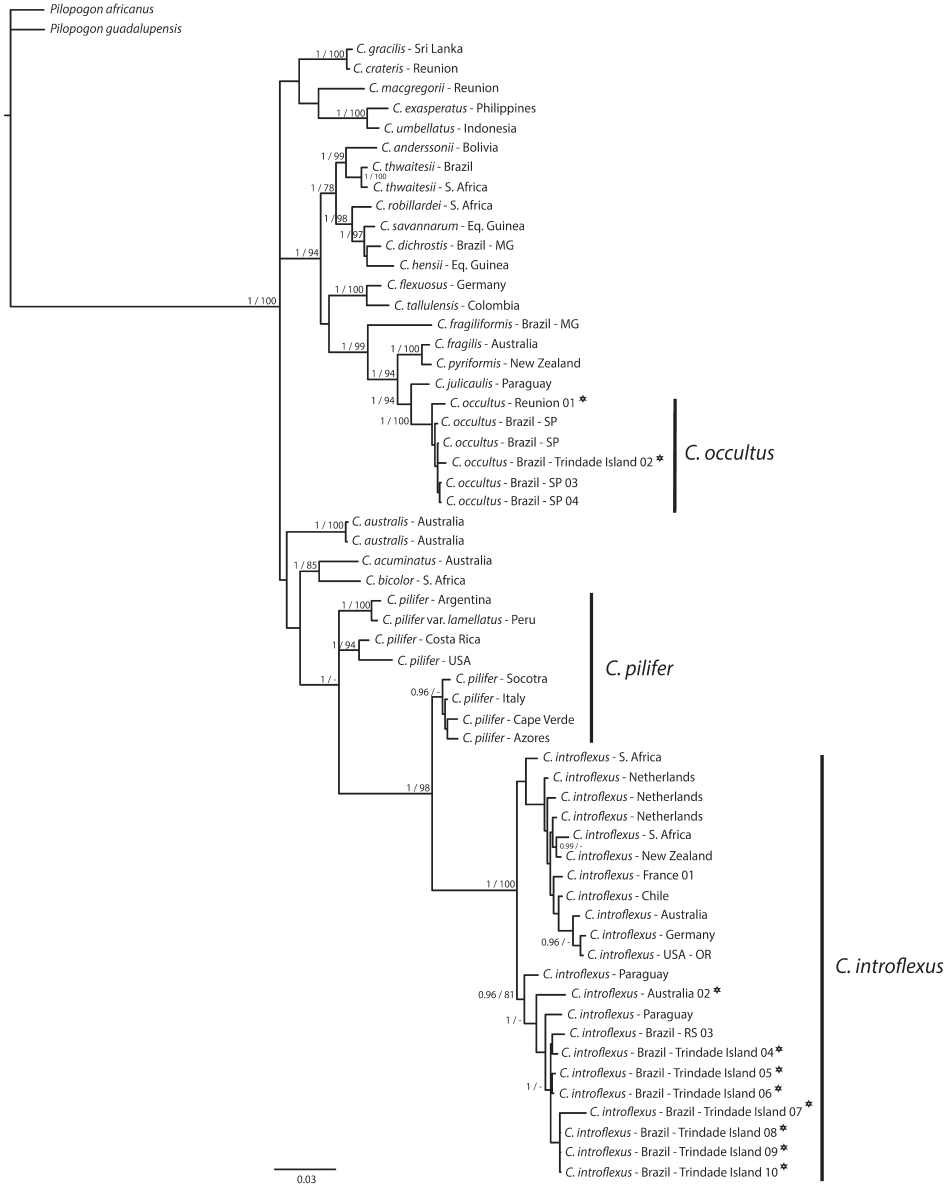 Pilopogon africanus
Pilopogon guadalupensis
C. gracilis - Sri Lanka
1 / 100
C. crateris - Reunion
C. macgregorii - Reunion
C. exasperatus - Philippines
1 / 100
C. umbellatus - Indonesia
C. anderssonii - Bolivia
1 / 99
C. thwaitesii - Brazil
1 / 100
C. thwaitesii - S. Africa
1 / 78
C. robillardei - S. Africa
1 / 98
C. savannarum - Eq. Guinea
1 / 97
C. dichrostis - Brazil - MG
1 / 94
C. hensii - Eq. Guinea
C. flexuosus - Germany
1 / 100
1 / 100
C. tallulensis - Colombia
C. fragiliformis - Brazil - MG
C. fragilis - Australia
1 / 99
1 / 100
C. pyriformis - New Zealand
1 / 94
C. julicaulis - Paraguay
1 / 94
C. occultus - Reunion 01 ✡
1 / 100
C. occultus - Brazil - SP
C. occultus - Brazil - SP
C. occultus
C. occultus - Brazil - Trindade Island 02 ✡
C. occultus - Brazil - SP 03
C. occultus - Brazil - SP 04
C. australis - Australia
1 / 100
C. australis - Australia
C. acuminatus - Australia
1 / 85
C. bicolor - S. Africa
C. pilifer - Argentina
1 / 100
C. pilifer var. lamellatus - Peru
C. pilifer - Costa Rica
1 / 94
C. pilifer - USA
C. pilifer
1 / -
C. pilifer - Socotra
0.96 / -
C. pilifer - Italy
C. pilifer - Cape Verde
C. pilifer - Azores
C. introflexus - S. Africa
C. introflexus - Netherlands
1 / 98
C. introflexus - Netherlands
C. introflexus - Netherlands
C. introflexus - S. Africa
0.99 / -
C. introflexus - New Zealand
C. introflexus - France 01
1 / 100
C. introflexus - Chile
C. introflexus - Australia
C. introflexus - Germany
0.96 / -
C. introflexus - USA - OR
C. introflexus
C. introflexus - Paraguay
0.96 / 81
C. introflexus - Australia 02 ✡
C. introflexus - Paraguay
1 / -
C. introflexus - Brazil - RS 03
C. introflexus - Brazil - Trindade Island 04 ✡
C. introflexus - Brazil - Trindade Island 05 ✡
1 / -
C. introflexus - Brazil - Trindade Island 06 ✡
C. introflexus - Brazil - Trindade Island 07 ✡
C. introflexus - Brazil - Trindade Island 08 ✡
C. introflexus - Brazil - Trindade Island 09 ✡
C. introflexus - Brazil - Trindade Island 10 ✡
0.03